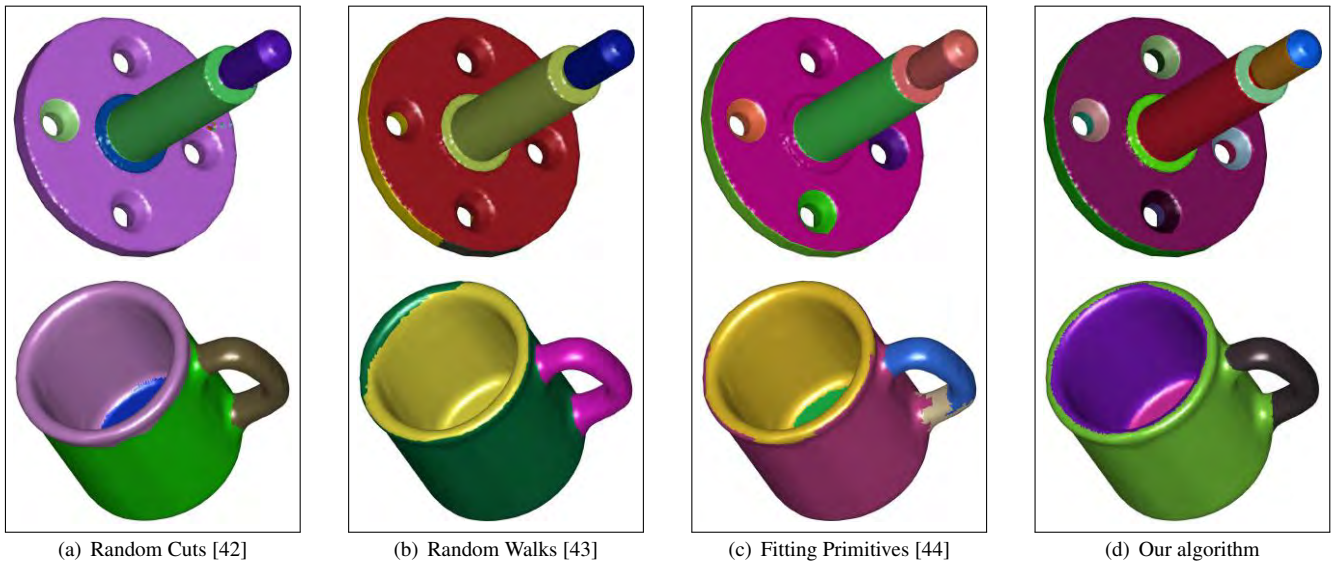 (a) Random Cuts [42]
(b) Random Walks [43]
(c) Fitting Primitives [44]
(d) Our algorithm